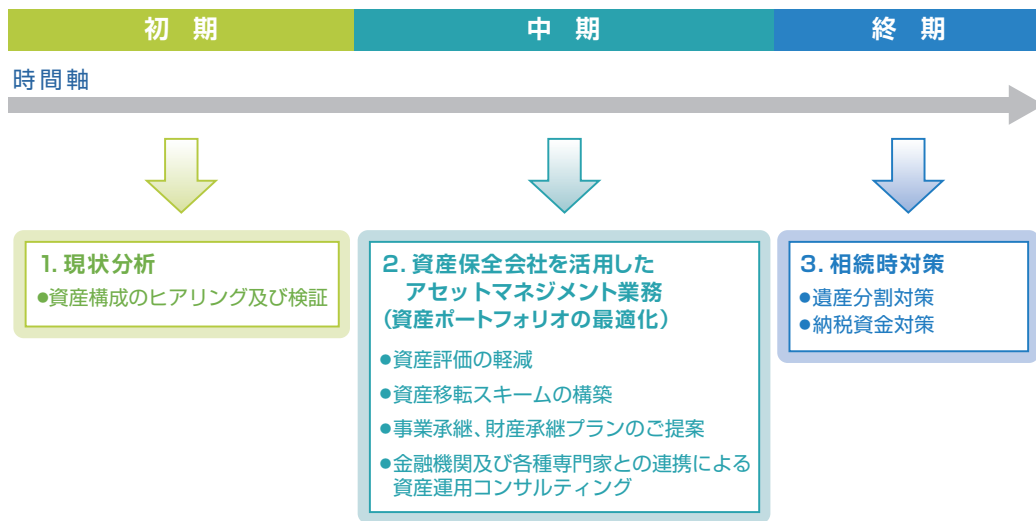 初 期
中 期
終 期
時間軸
1. 現状分析
●資産構成のヒアリング及び検証
2. 資産保全会社を活用した
アセットマネジメント業務
（資産ポートフォリオの最適化）
●資産評価の軽減
●資産移転スキームの構築
●事業承継、財産承継プランのご提案
●金融機関及び各種専門家との連携による
資産運用コンサルティング
3. 相続時対策
●遺産分割対策
●納税資金対策